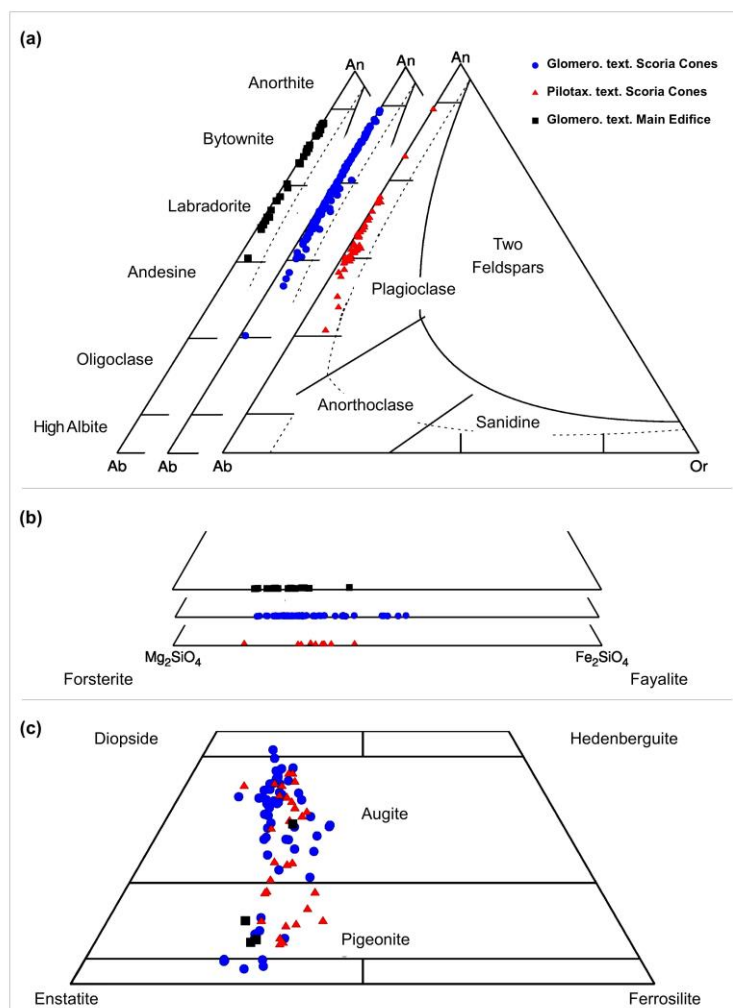 (a)
An
An
An
Anorthite
Glomero. text. Scoria Cones
Bytownite
Pilotax. text. Scoria Cones
Glomero. text. Main Edifice
Labradorite
Two
Feldspars
Andesine
Plagioclase
Oligoclase
Anorthoclase
Sanidine
High Albite
Ab
Ab
Ab
Or
(b)
Mg2SiO4
Fe2SiO4
Forsterite
Fayalite
(c)
Diopside
Hedenberguite
Augite
Pigeonite
Enstatite
Ferrosilite